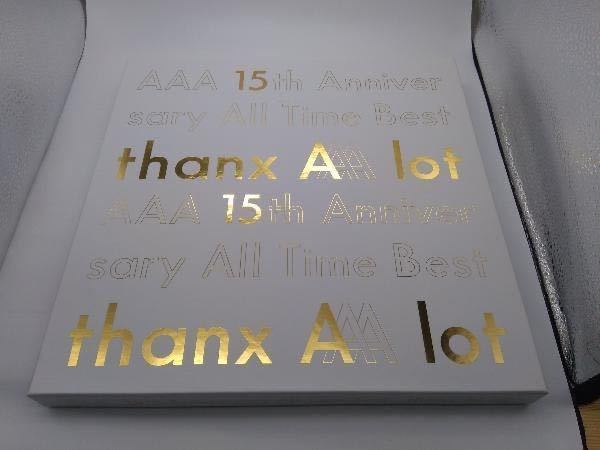 AAA 15th Anniver
sary All Time Best
thanx AAA lot
AAA 15th Anniver
sary All Time Best
thanx AAA lot